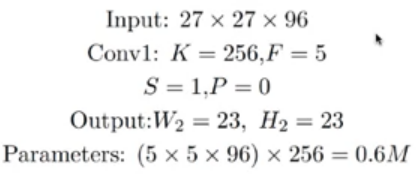 Input: 27 × 27 × 96
Conv1: K = 256,F = 5
S = 1,P = 0
Output:W₂ = 23, H₂ = 23
Parameters: (5 × 5 × 96) × 256 = 0.6M